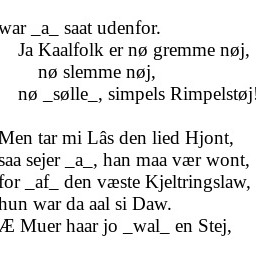 war _a_ saat udenfor.
Ja Kaalfolk er nø gremme nøj,
nø slemme nøj,
nø _sølle_, simpels Rimpelstøj!
Men tar mi Lâs den lied Hjont,
saa sejer _a_, han maa vær wont,
for _af_ den væste Kjeltringslaw,
hun war da aal si Daw.
Æ Muer haar jo _wal_ en Stej,